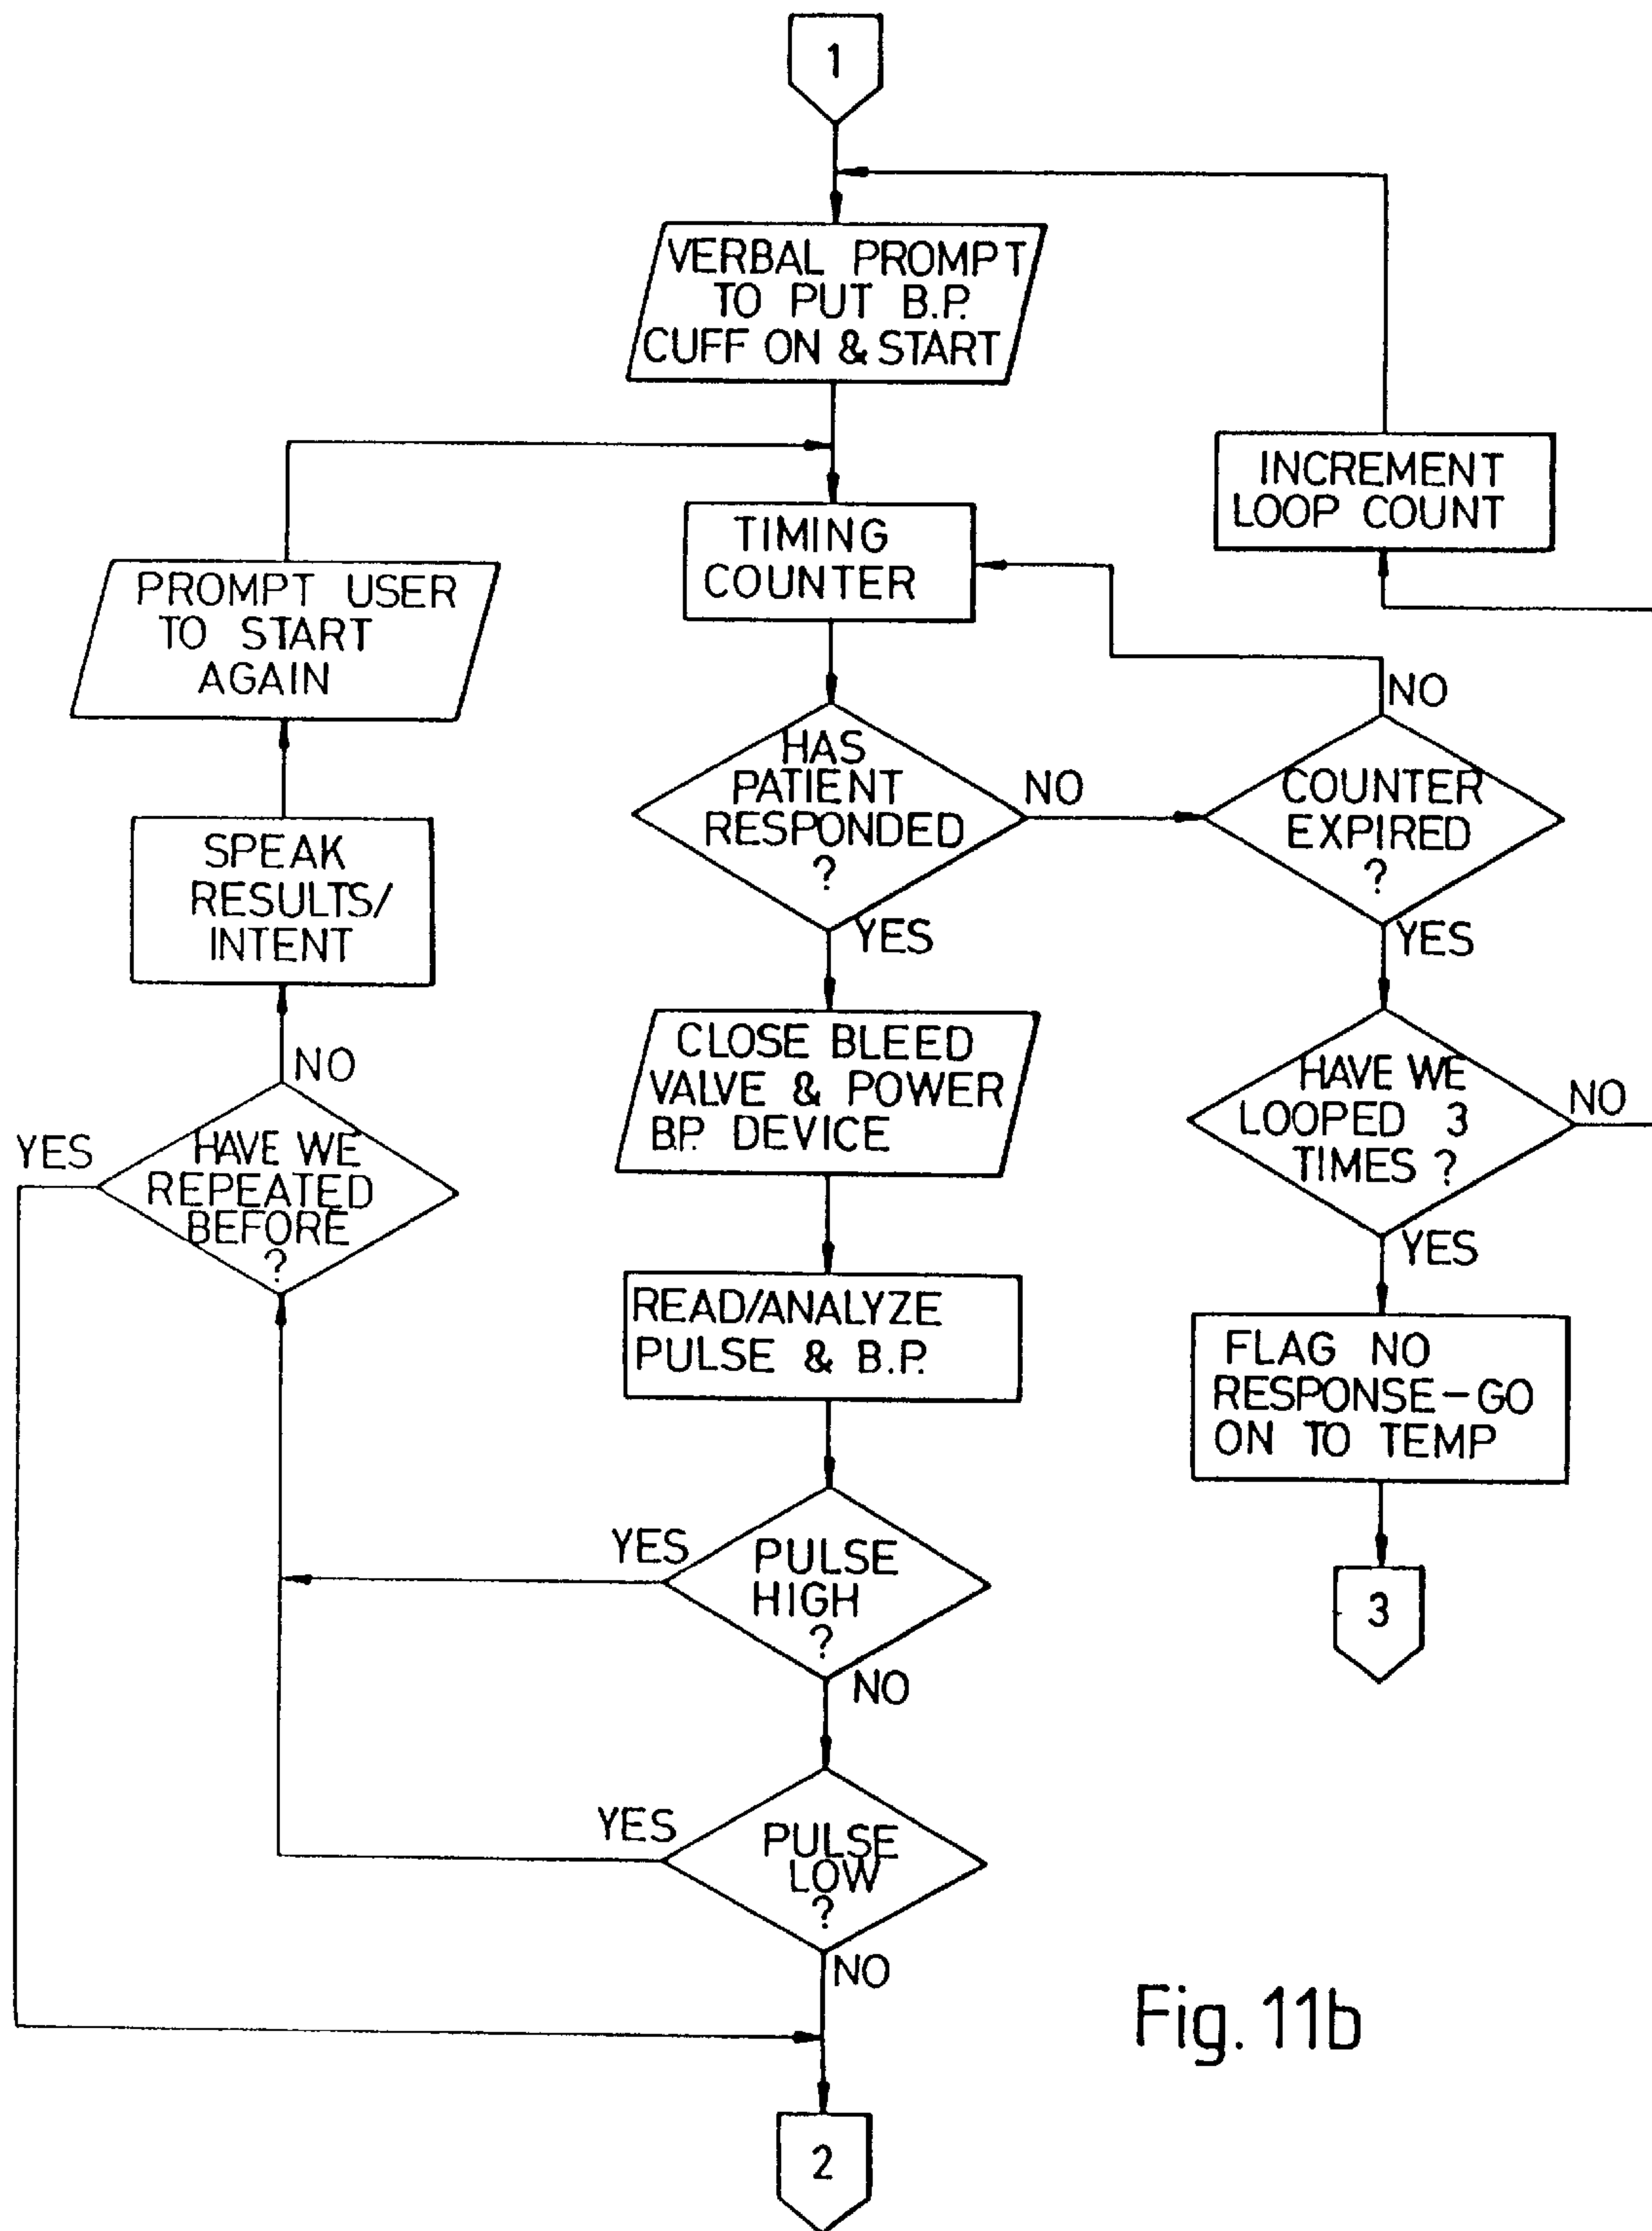 1
VERBAL PROMPT
TO PUT B.P.
CUFF ON & START
INCREMENT
LOOP COUNT
TIMING
COUNTER
PROMPT USER
TO START
AGAIN
NO
HAS
PATIENT
RESPONDED
?
NO
COUNTER
EXPIRED
?
SPEAK
RESULTS/
INTENT
YES
YES
CLOSE BLEED
VALVE & POWER
B.P. DEVICE
HAVE WE
LOOPED 3
TIMES ?
NO
NO
YES
HAVE WE
REPEATED
BEFORE
?
YES
READ/ANALYZE
PULSE & B.P.
FLAG NO
RESPONSE-GO
ON TO TEMP
YES
PULSE
HIGH
?
3
NO
YES
PULSE
LOW
?
NO
Fig. 11b
2